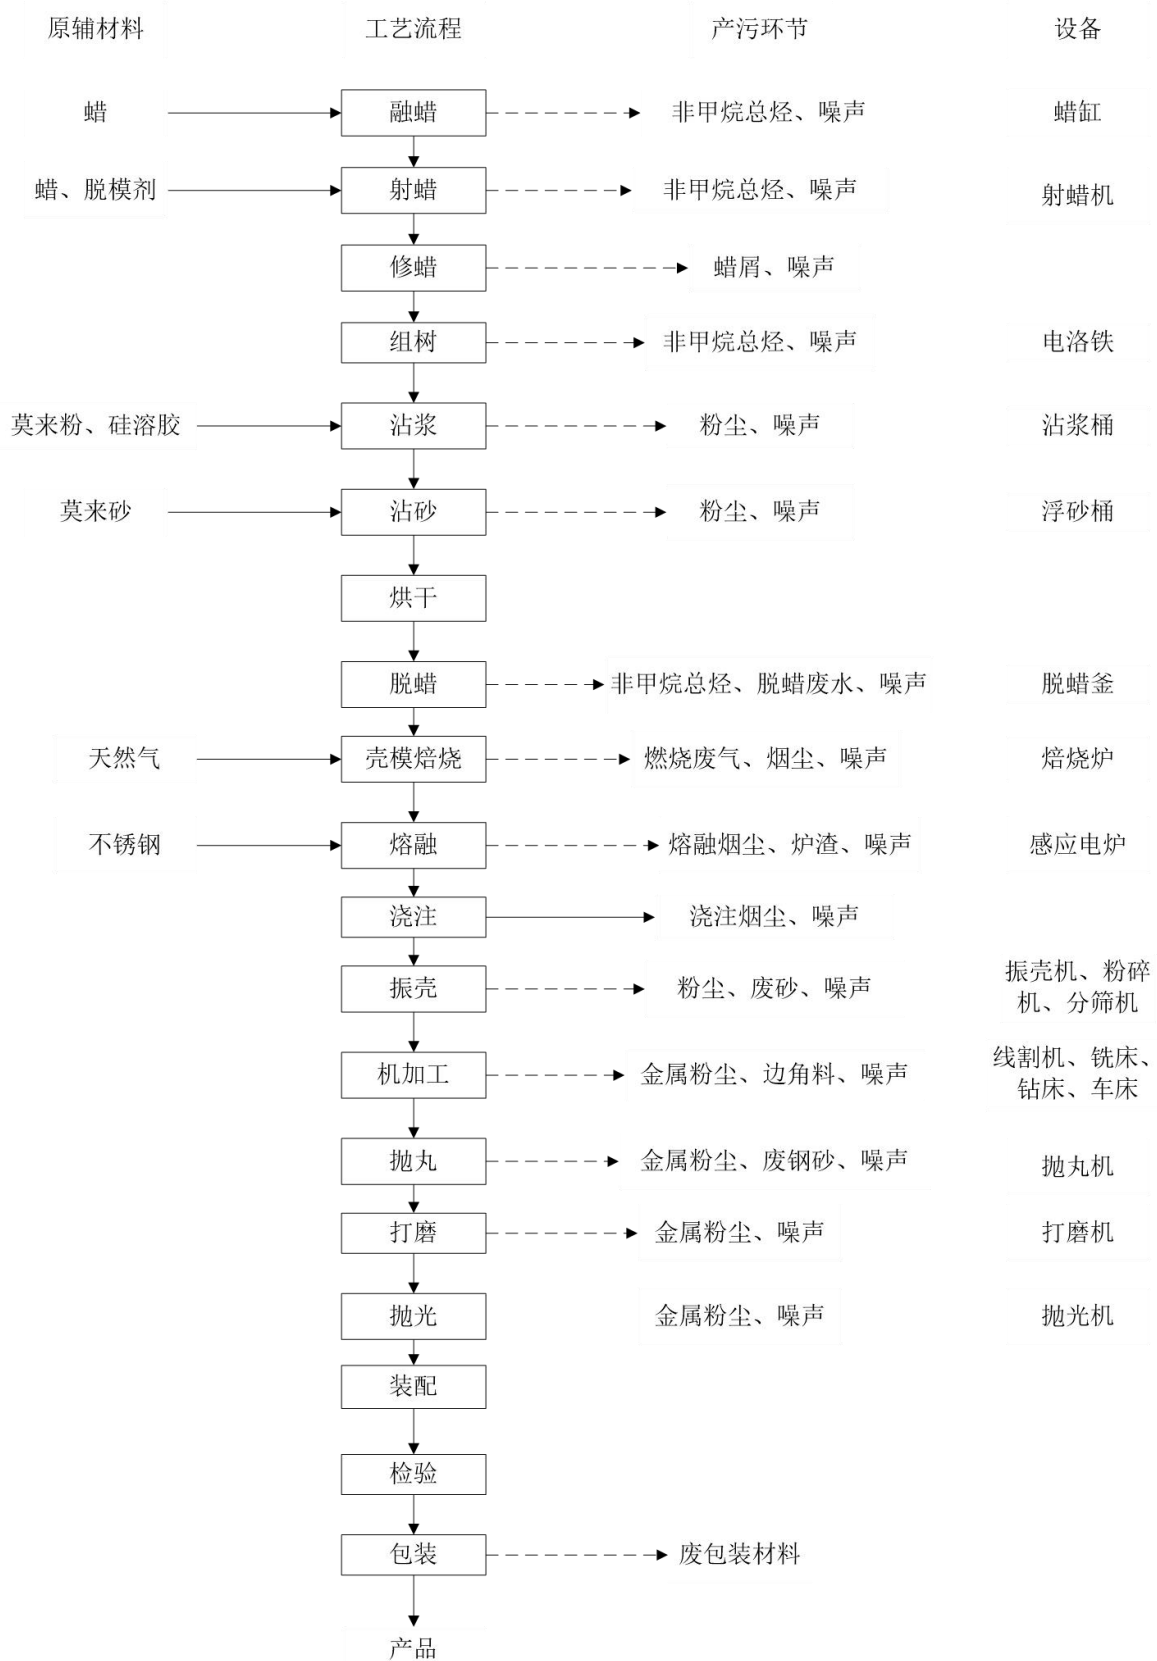 原辅材料 工艺流程 产污环节 设备
蜡 融蜡 非甲烷总烃、噪声 蜡缸
蜡、脱模剂 射蜡 非甲烷总烃、噪声 射蜡机
修蜡 蜡屑、噪声
组树 非甲烷总烃、噪声 电洛铁
莫来粉、硅溶胶 沾浆 粉尘、噪声 沾浆桶
莫来砂 沾砂 粉尘、噪声 浮砂桶
烘干
脱蜡 非甲烷总烃、脱蜡废水、噪声 脱蜡釜
天然气 壳模焙烧 燃烧废气、烟尘、噪声 焙烧炉
不锈钢 熔融 熔融烟尘、炉渣、噪声 感应电炉
浇注 浇注烟尘、噪声
振壳 粉尘、废砂、噪声 振壳机、粉碎
机、分筛机
机加工 金属粉尘、边角料、噪声 线割机、铣床、
钻床、车床
抛丸 金属粉尘、废钢砂、噪声 抛丸机
打磨 金属粉尘、噪声 打磨机
抛光 金属粉尘、噪声 抛光机
装配
检验
包装 废包装材料
产品